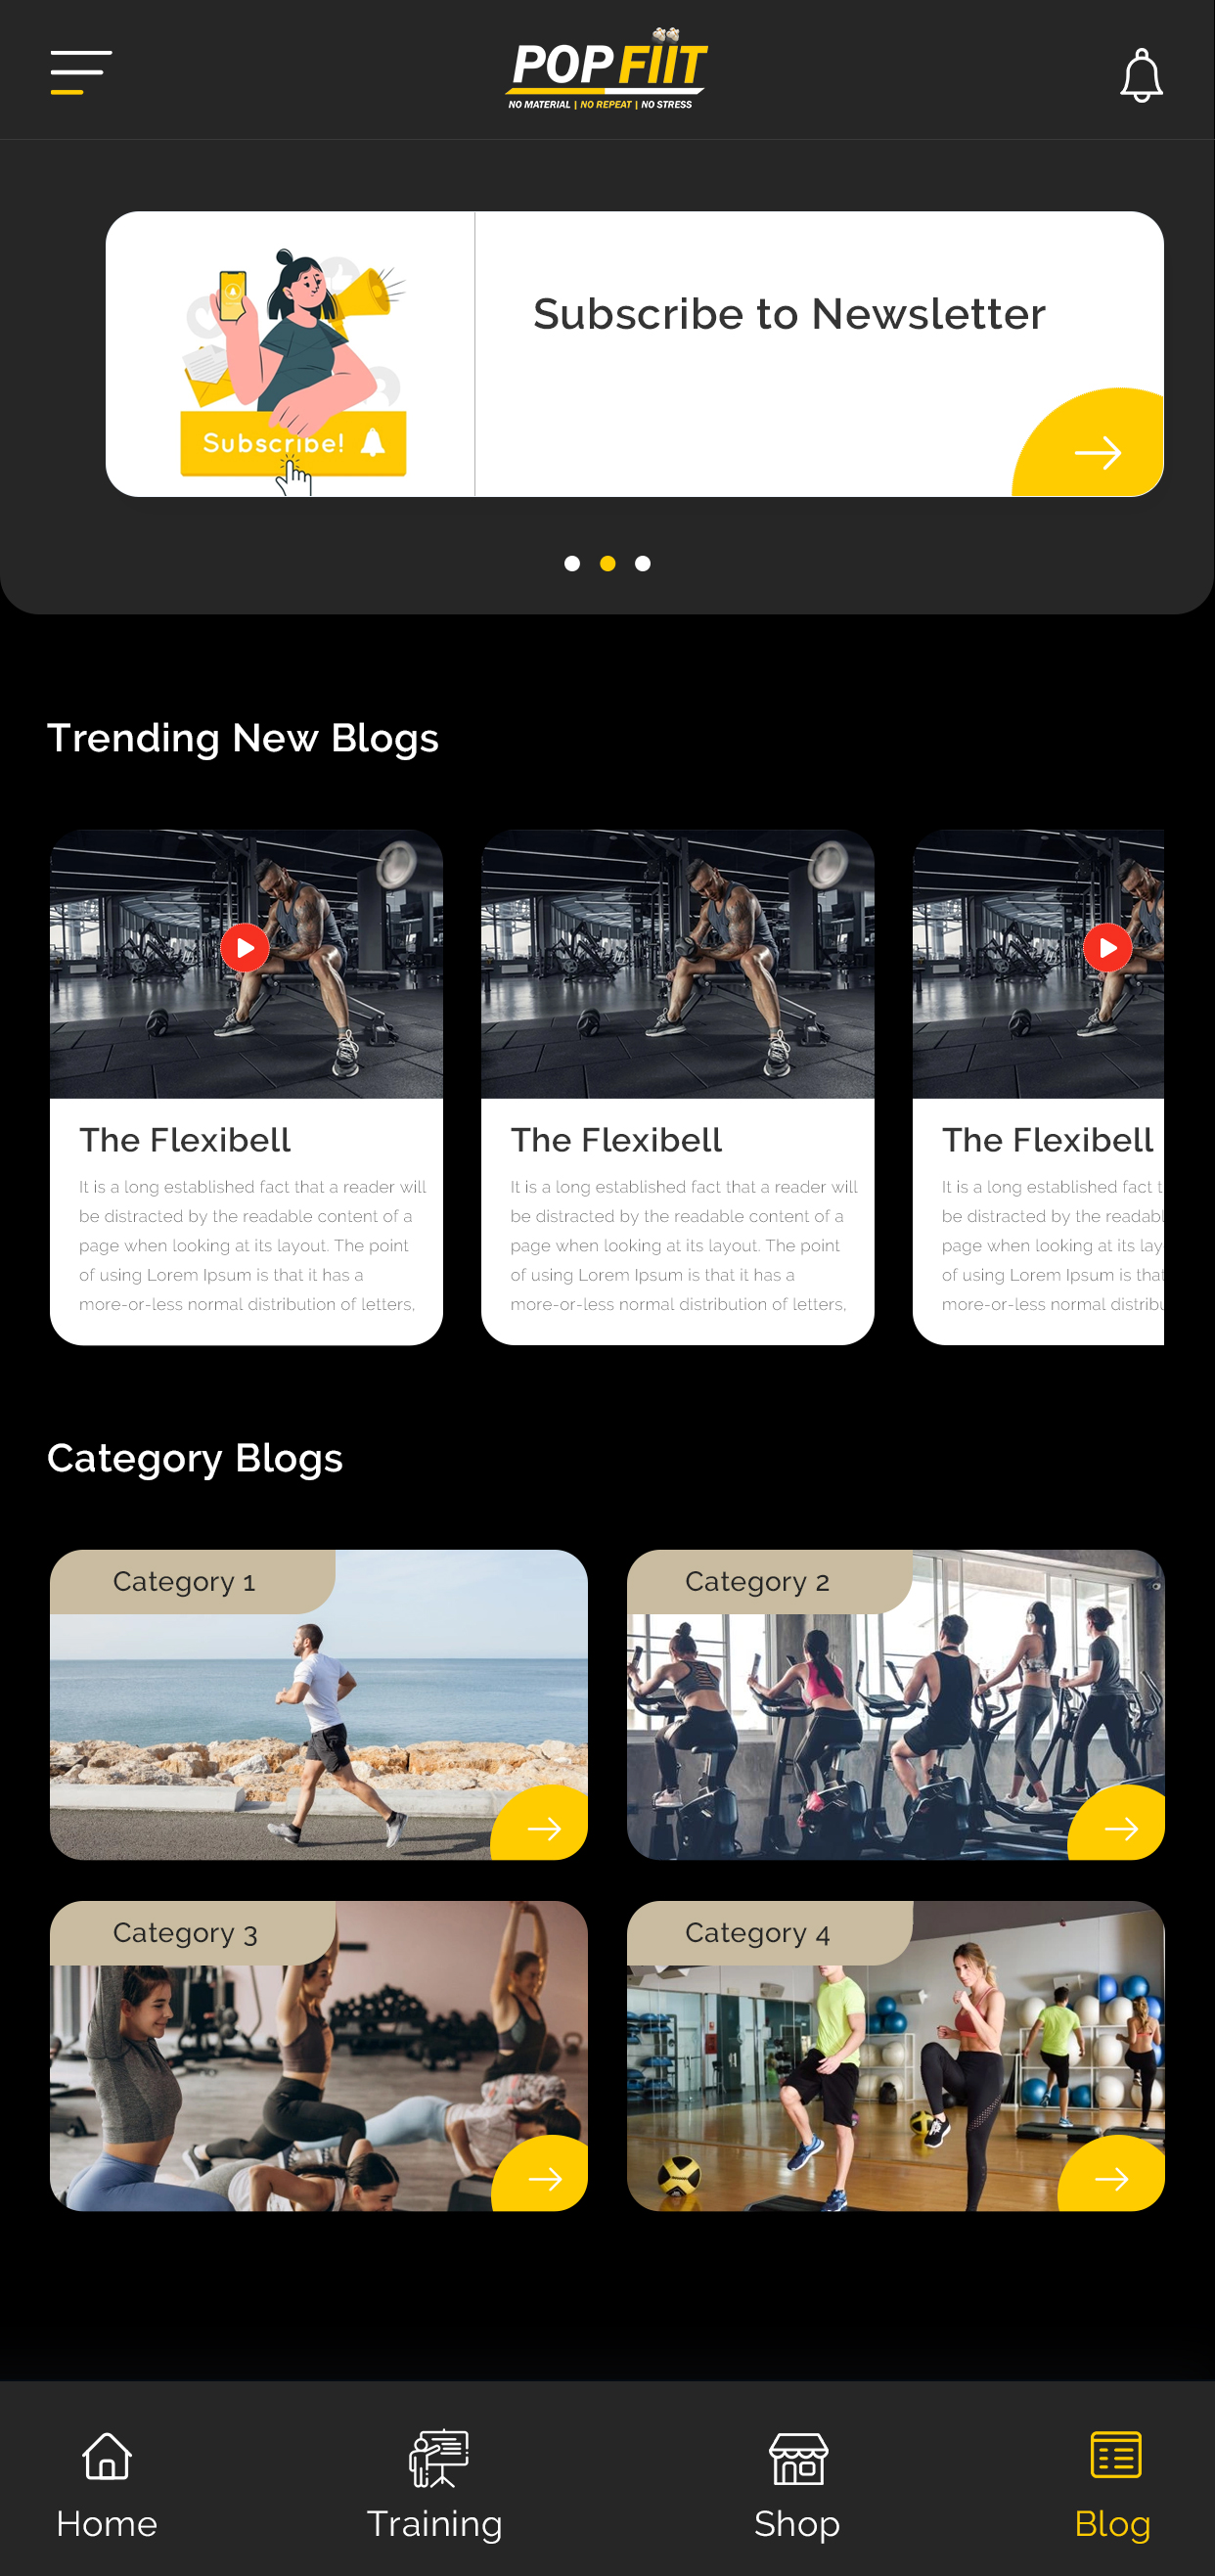 POP FIIT
NO MATERIAL | NO REPEAT | NO STRESS
Subscribe to Newsletter
Subscribe!
Trending New Blogs
The Flexibell
It is a long established fact that a reader will
be distracted by the readable content of a
page when looking at its layout. The point
of using Lorem Ipsum is that it has a
more-or-less normal distribution of letters,
The Flexibell
It is a long established fact that a reader will
be distracted by the readable content of a
page when looking at its layout. The point
of using Lorem Ipsum is that it has a
more-or-less normal distribution of letters,
The Flexibell
It is a long established fact t
be distracted by the readabl
page when looking at its lay
of using Lorem Ipsum is that
more-or-less normal distribu
Category Blogs
Category 1
Category 2
Category 3
Category 4
Home
Training
Shop
Blog